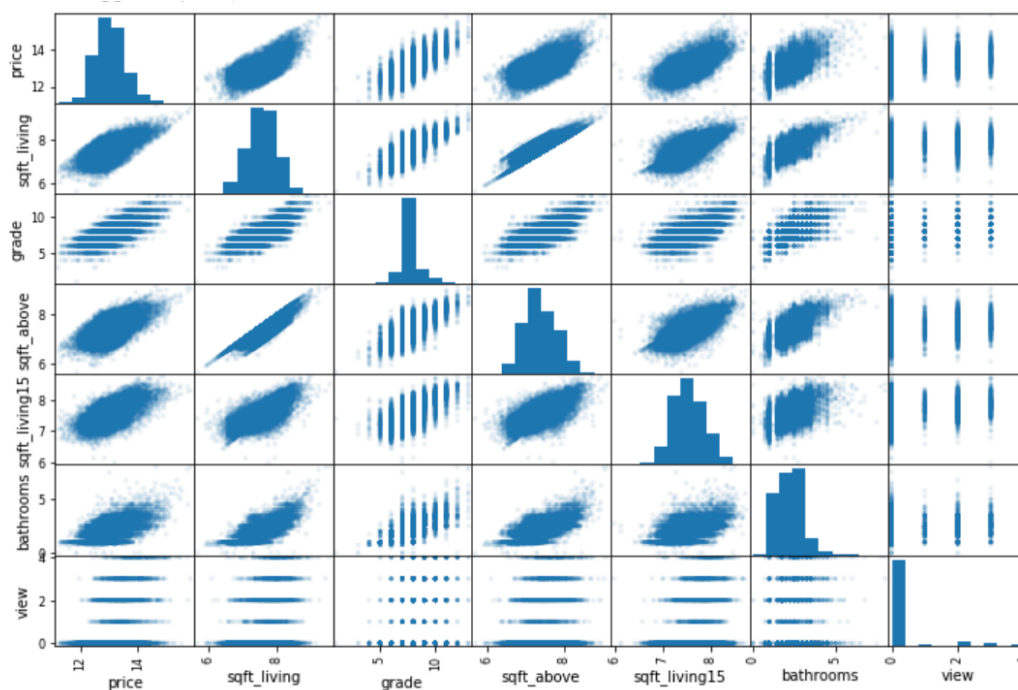 price
14
12
sqft_living
8
6
grade
10
5
sqft_above
8
6
sqft_living15
8
7
6
bathrooms
5
0
view
4
2
0
12 14 6 8 5 10 6 8 6 7 8 0 5 0 2
price sqft_living grade sqft_above sqft_living15 bathrooms view